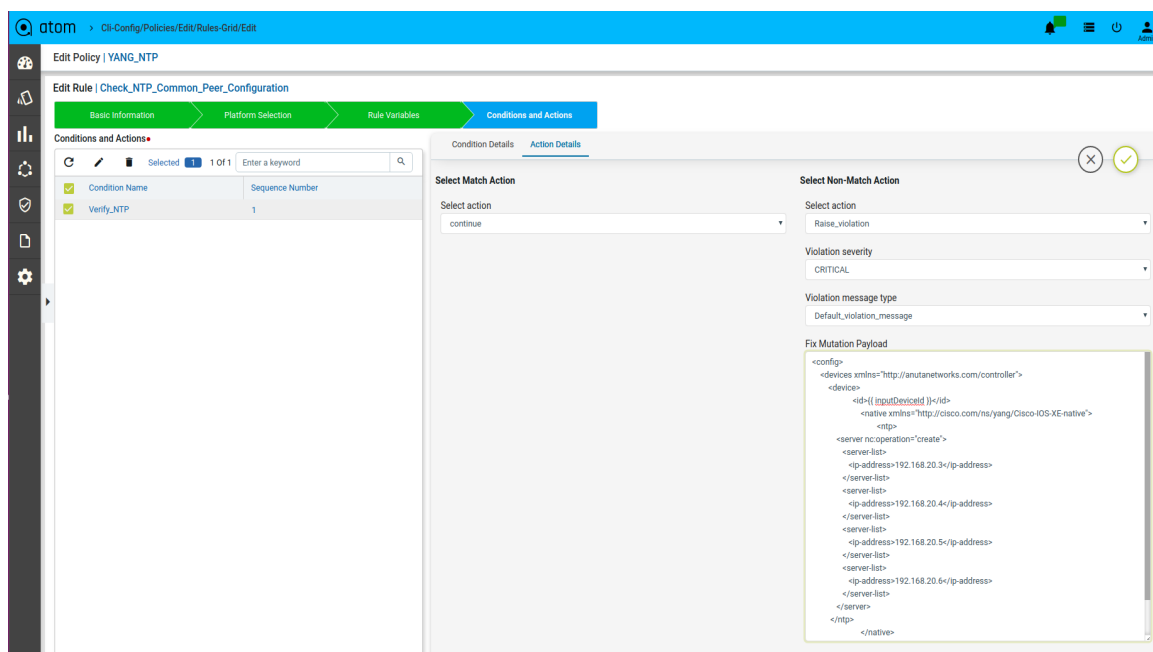 atom > Cli-Config/Policies/Edit/Rules-Grid/Edit
Admi
Edit Policy | YANG_NTP
Edit Rule | Check_NTP_Common_Peer_Configuration
Basic Information
Platform Selection
Rule Variables
Conditions and Actions
Conditions and Actions•
Selected 1 1 Of 1 Enter a keyword
Condition Name Sequence Number
Verify_NTP 1
Condition Details Action Details
Select Match Action
Select action
continue
Select Non-Match Action
Select action
Raise_violation
Violation severity
CRITICAL
Violation message type
Default_violation_message
Fix Mutation Payload
<config>
<devices xmlns="http://anutanetworks.com/controller">
<device>
<id>{{ inputDeviceId }}</id>
<native xmlns="http://cisco.com/ns/yang/Cisco-IOS-XE-native">
<ntp>
<server nc:operation="create">
<server-list>
<ip-address>192.168.20.3</ip-address>
</server-list>
<server-list>
<ip-address>192.168.20.4</ip-address>
</server-list>
<server-list>
<ip-address>192.168.20.5</ip-address>
</server-list>
<server-list>
<ip-address>192.168.20.6</ip-address>
</server-list>
</server>
</ntp>
</native>